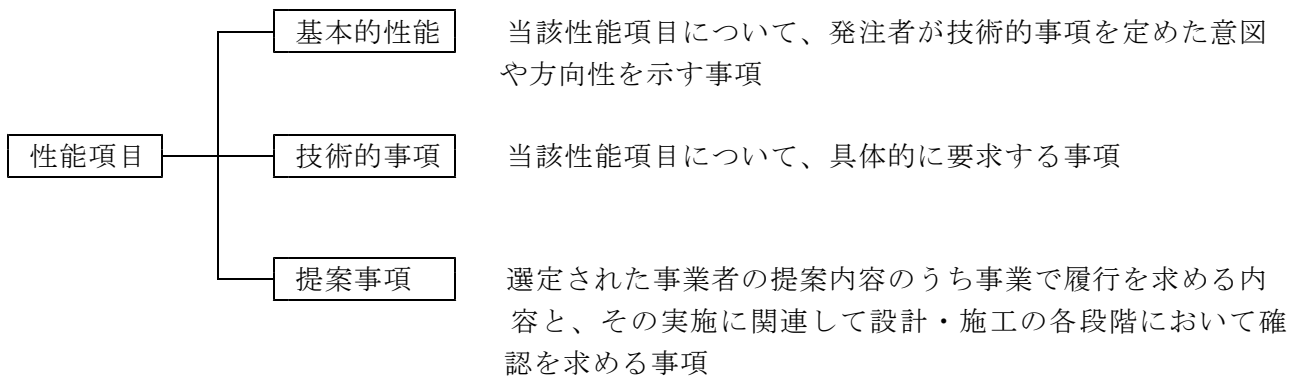 基本的性能 当該性能項目について、発注者が技術的事項を定めた意図
や方向性を示す事項
性能項目 技術的事項 当該性能項目について、具体的に要求する事項
提案事項 選定された事業者の提案内容のうち事業で履行を求める内
容と、その実施に関連して設計・施工の各段階において確
認を求める事項